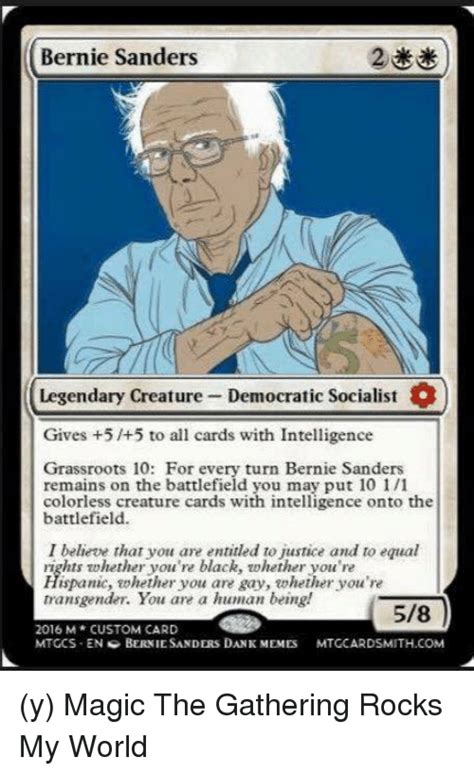 Bernie Sanders 2
Legendary Creature — Democratic Socialist
Gives +5/+5 to all cards with Intelligence
Grassroots 10: For every turn Bernie Sanders
remains on the battlefield you may put 10 1/1
colorless creature cards with intelligence onto the
battlefield.
I believe that you are entitled to justice and to equal
rights whether you're black, whether you're
Hispanic, whether you are gay, whether you're
transgender. You are a human being!
5/8
2016 M * CUSTOM CARD
MTGCS · EN BERNIE SANDERS DANK MEMES MTGCARDSMITH.COM
(y) Magic The Gathering Rocks
My World